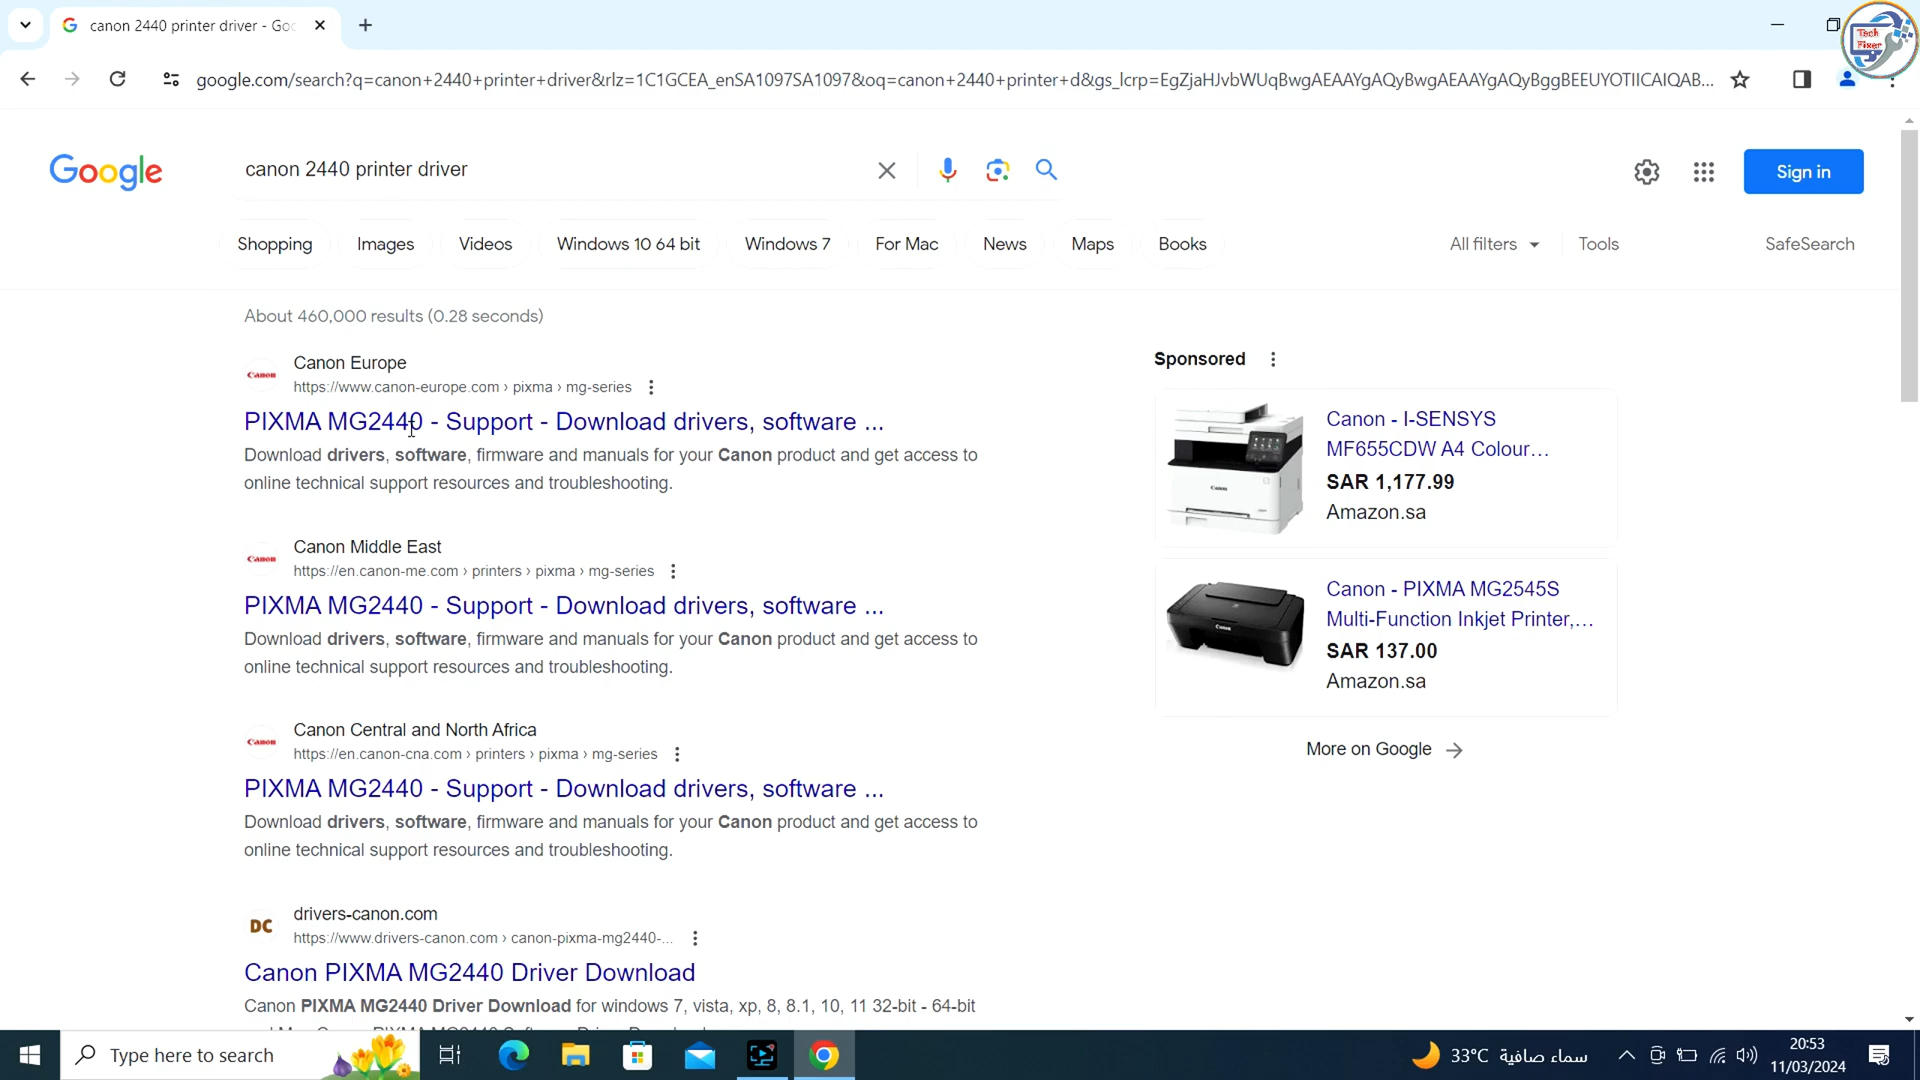 canon 2440 printer driver - Goo
google.com/search?q=canon+2440+printer+driver&rlz=1C1GCEA_enSA1097SA1097&oq=canon+2440+printer+d&gs_lcrp=EgZjaHJvbWUqBwgAEAAYgAQyBwgAEAAYgAQyBggBEEUYOTIICAIQAB...
Tech
Fixer
Google
canon 2440 printer driver
Sign in
Shopping
Images
Videos
Windows 10 64 bit
Windows 7
For Mac
News
Maps
Books
All filters
Tools
SafeSearch
About 460,000 results (0.28 seconds)
Canon
Canon Europe
https://www.canon-europe.com › pixma › mg-series
PIXMA MG2440 - Support - Download drivers, software ...
Download drivers, software, firmware and manuals for your Canon product and get access to
online technical support resources and troubleshooting.
Canon
Canon Middle East
https://en.canon-me.com › printers › pixma › mg-series
PIXMA MG2440 - Support - Download drivers, software ...
Download drivers, software, firmware and manuals for your Canon product and get access to
online technical support resources and troubleshooting.
Canon
Canon Central and North Africa
https://en.canon-cna.com › printers › pixma › mg-series
PIXMA MG2440 - Support - Download drivers, software ...
Download drivers, software, firmware and manuals for your Canon product and get access to
online technical support resources and troubleshooting.
DC
drivers-canon.com
https://www.drivers-canon.com › canon-pixma-mg2440-...
Canon PIXMA MG2440 Driver Download
Canon PIXMA MG2440 Driver Download for windows 7, vista, xp, 8, 8.1, 10, 11 32-bit - 64-bit
Sponsored
Canon
Canon - I-SENSYS
MF655CDW A4 Colour...
SAR 1,177.99
Amazon.sa
Canon
Canon - PIXMA MG2545S
Multi-Function Inkjet Printer,...
SAR 137.00
Amazon.sa
More on Google
Type here to search
33°C سماء صافية
20:53
11/03/2024